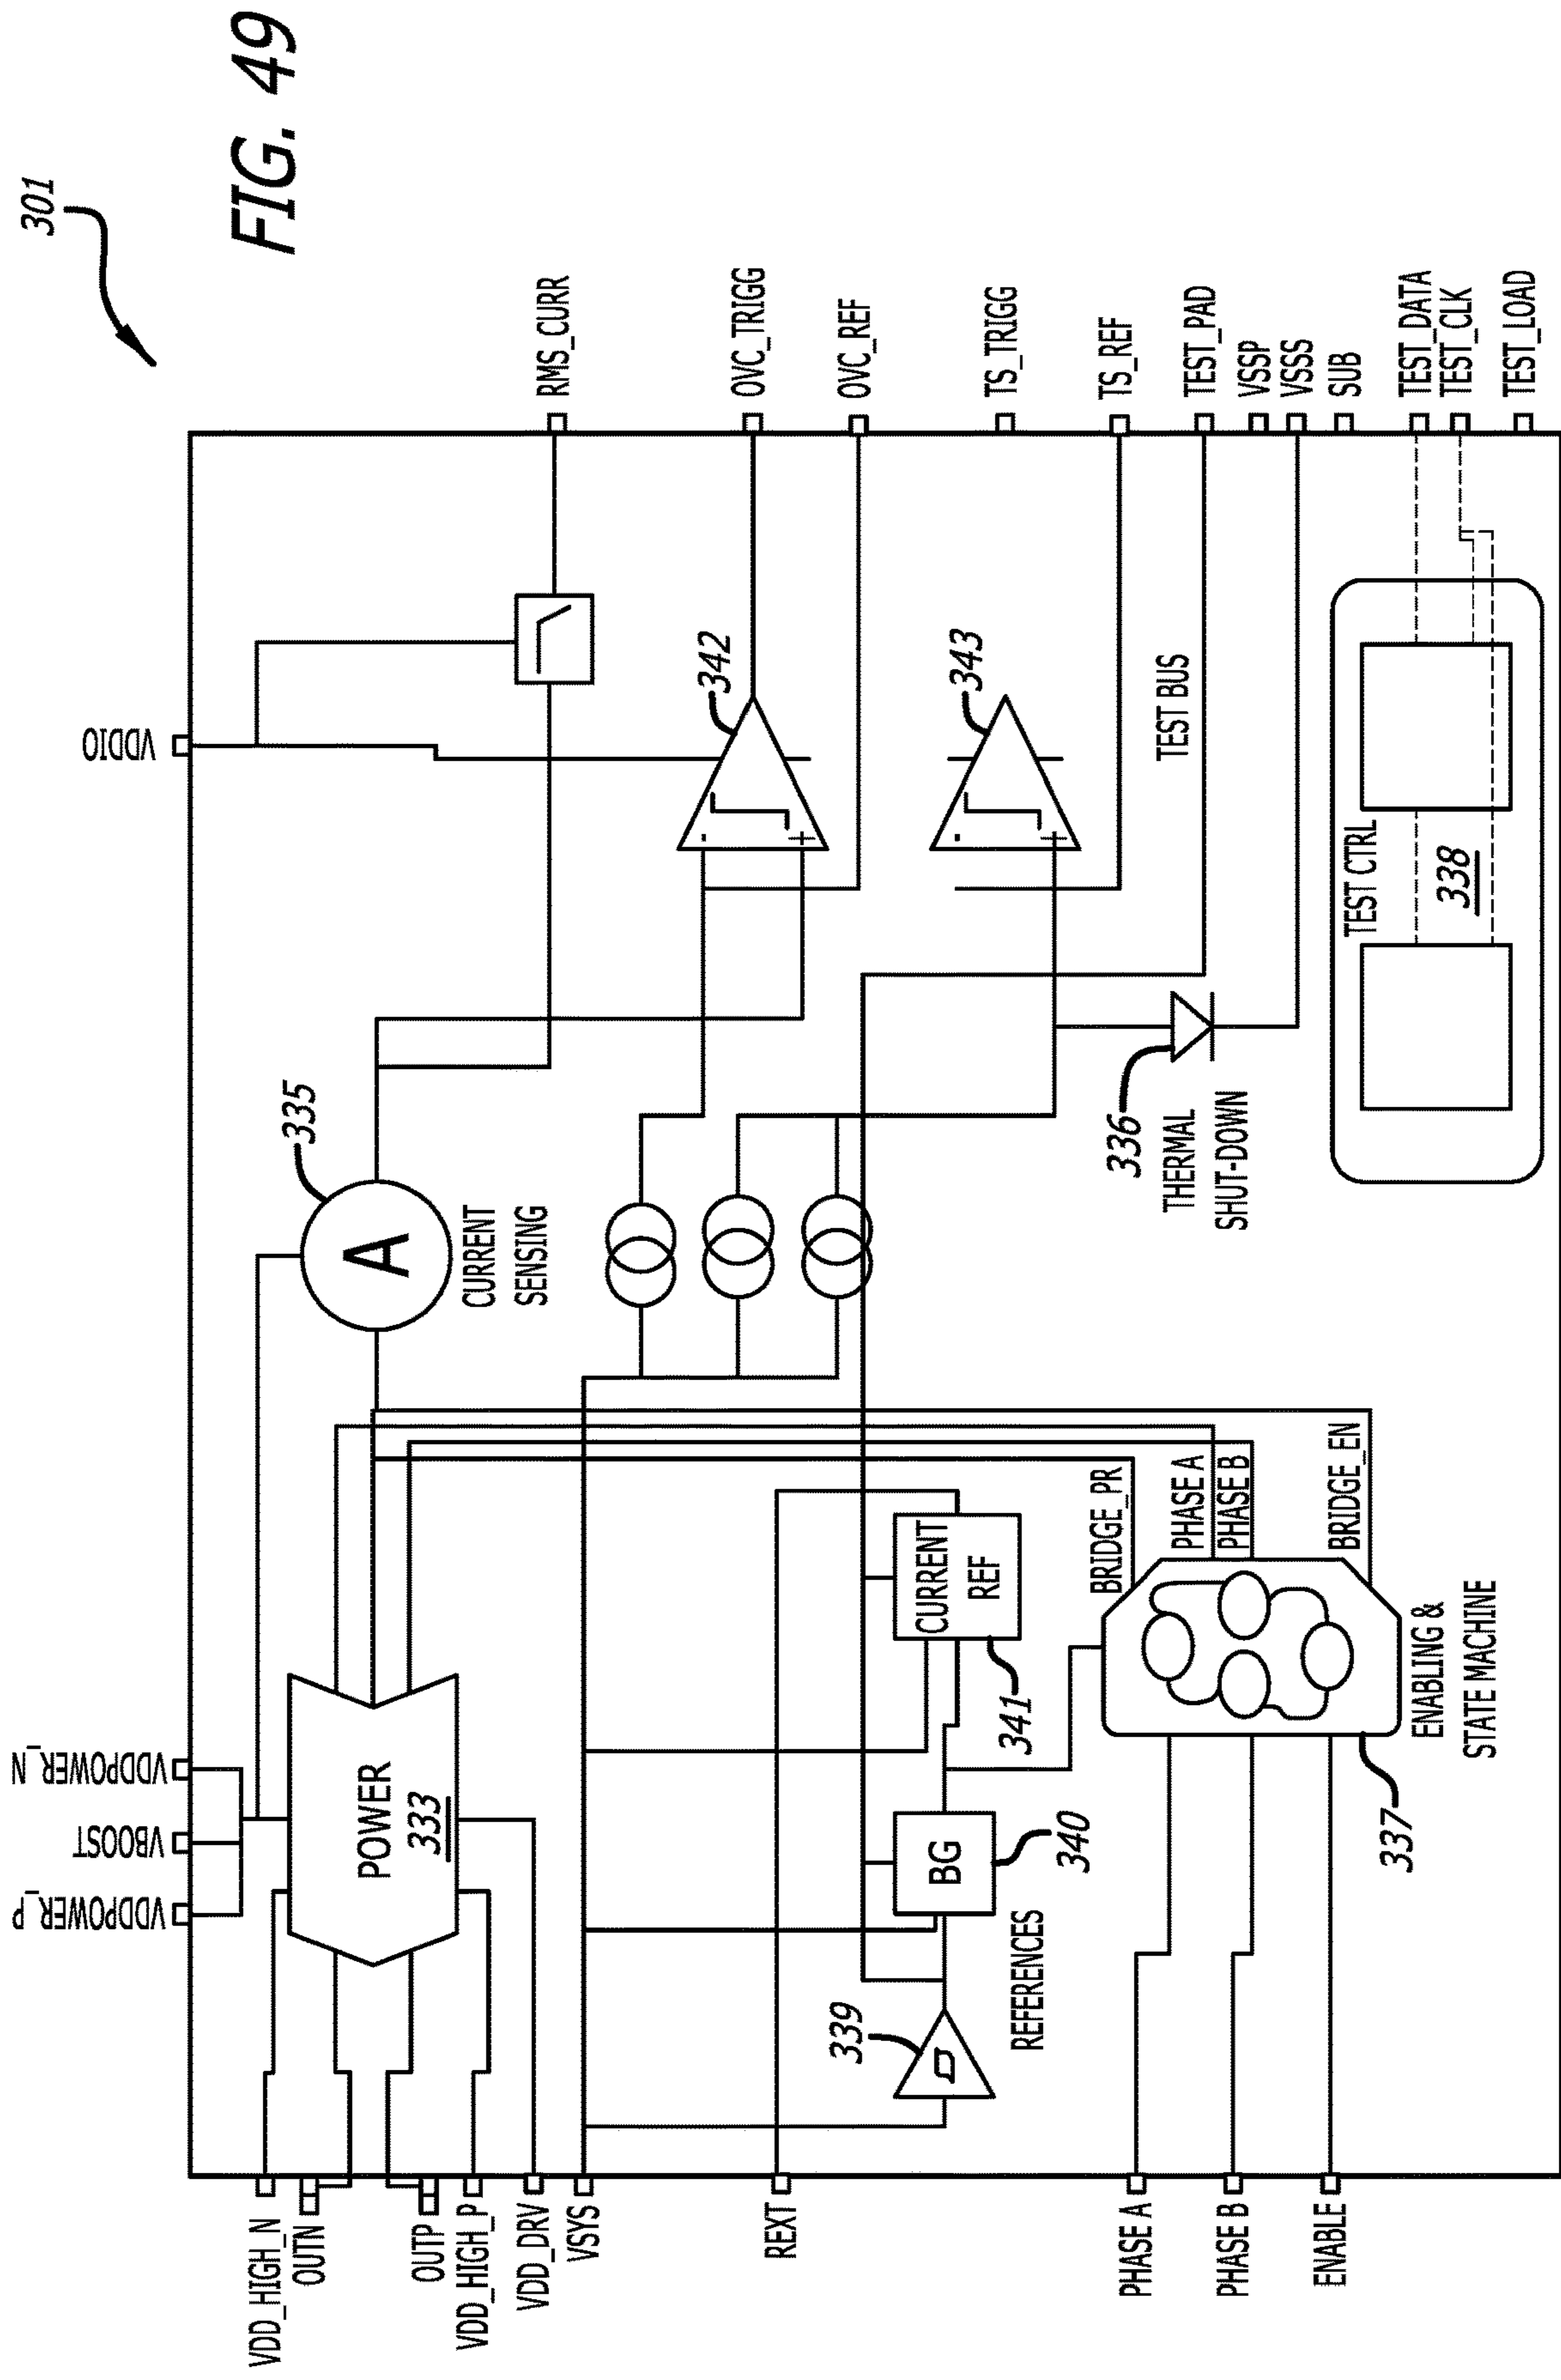 FIG. 49
301
VDDPOWER_P
VBOOST
VDDPOWER_N
VDDIO
VDD_HIGH_N
OUTN
OUTP
VDD_HIGH_P
VDD_DRV
VSYS
REXT
PHASE A
PHASE B
ENABLE
POWER
333
335
A
CURRENT
SENSING
RMS_CURR
OVC_TRIGG
OVC_REF
TS_TRIGG
TS_REF
TEST_PAD
VSSP
VSSS
SUB
TEST_DATA
TEST_CLK
TEST_LOAD
342
-
+
343
-
+
TEST BUS
336
THERMAL
SHUT-DOWN
TEST CTRL
338
339
REFERENCES
BG
340
CURRENT
REF
341
BRIDGE_PR
PHASE A
PHASE B
BRIDGE_EN
337
ENABLING &
STATE MACHINE